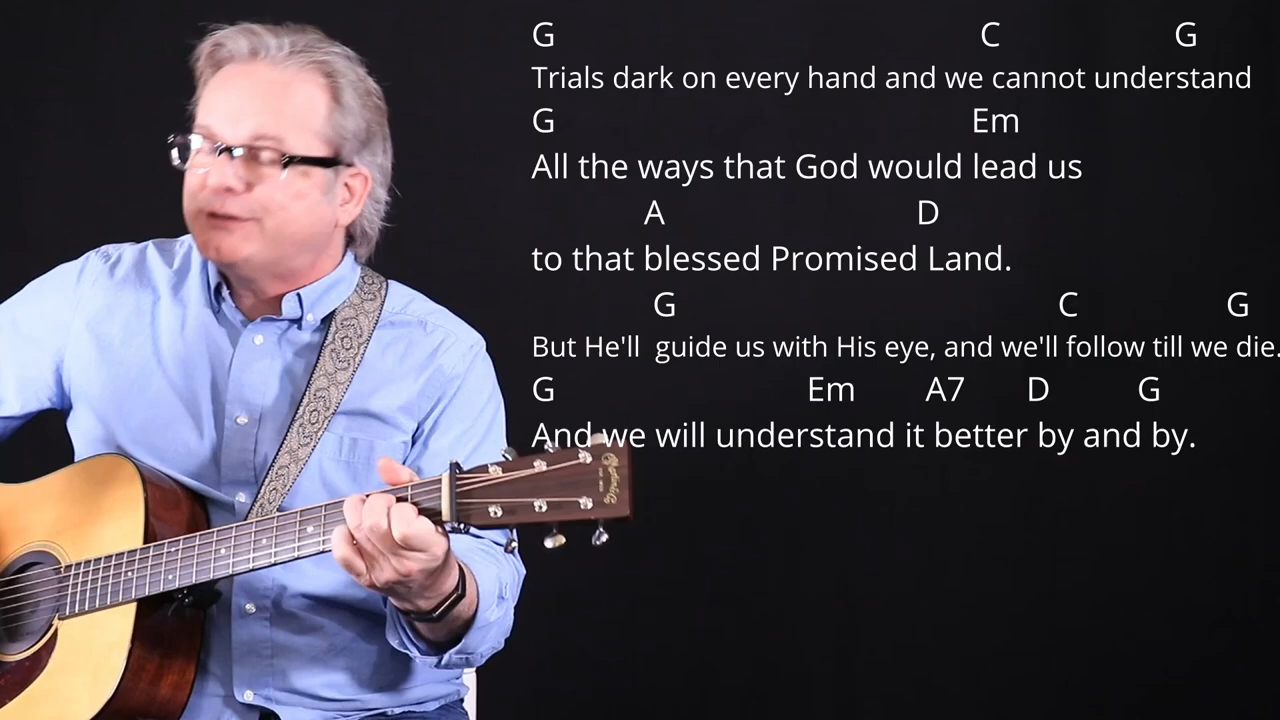 G C G
Trials dark on every hand and we cannot understand
G Em
All the ways that God would lead us
A D
to that blessed Promised Land.
G C G
But He'll  guide us with His eye, and we'll follow till we die.
G Em A7 D G
And we will understand it better by and by.